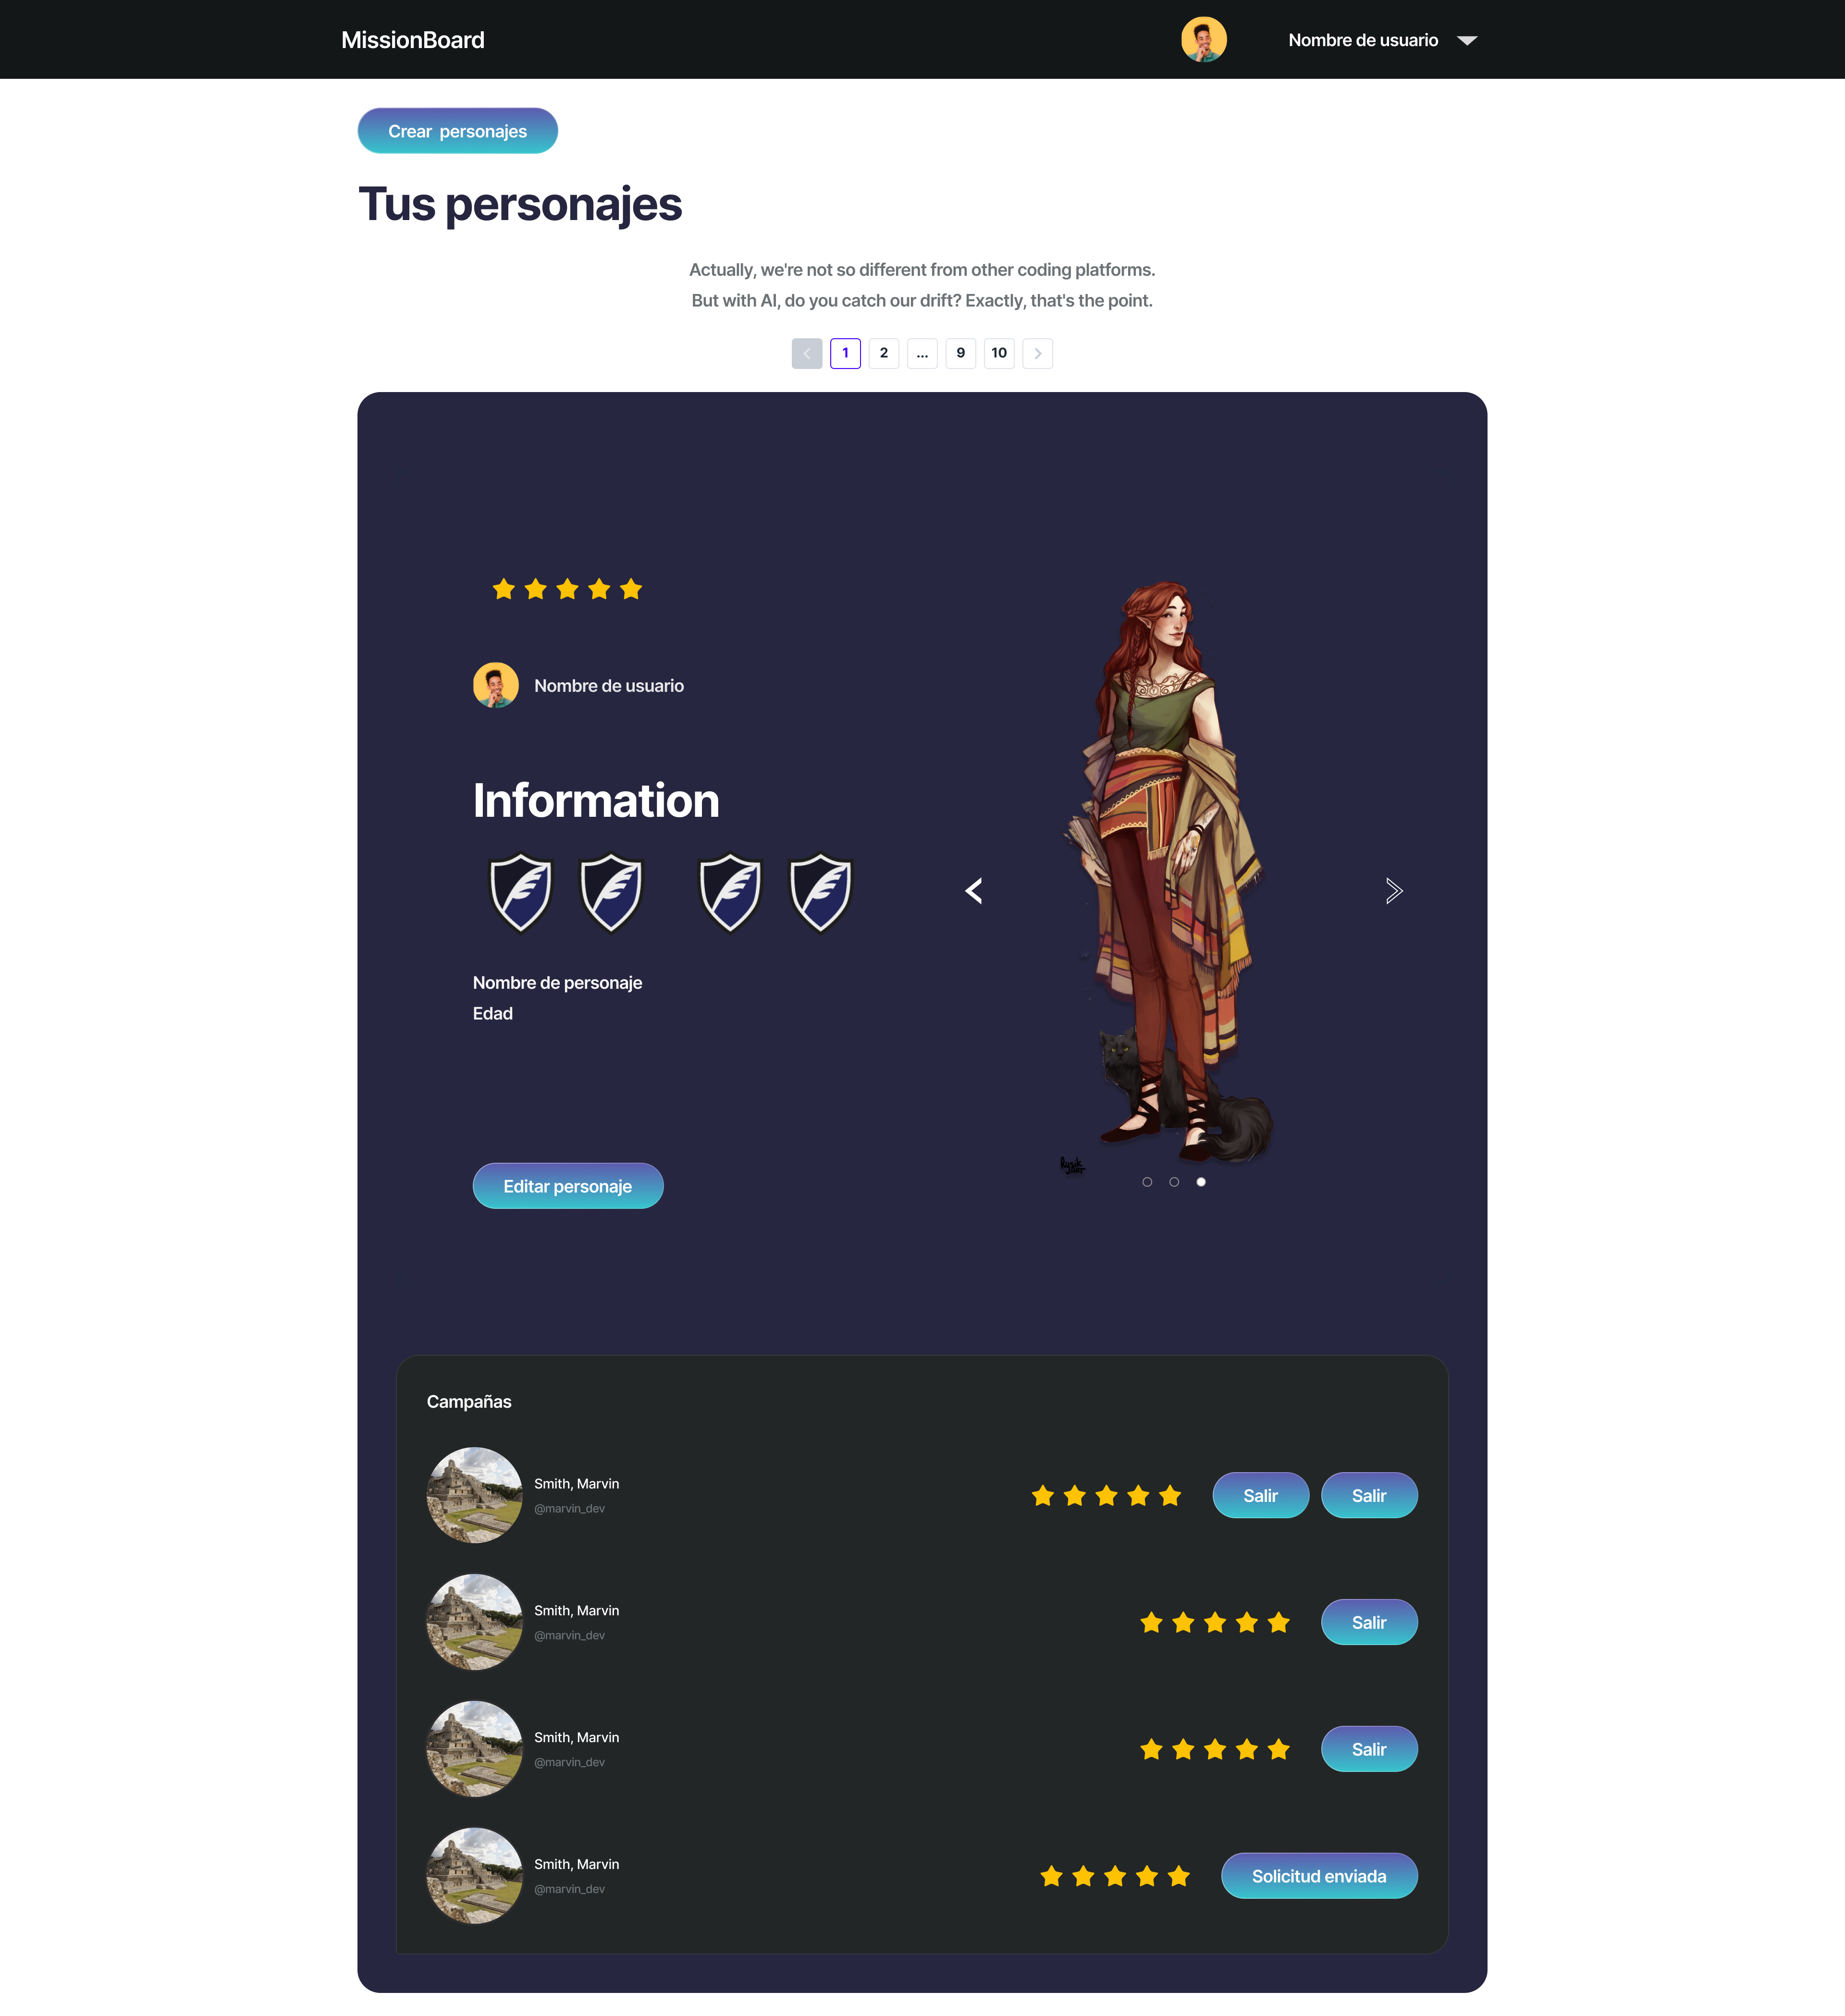 MissionBoard
Nombre de usuario
Crear personajes
Tus personajes
Actually, we're not so different from other coding platforms.
But with AI, do you catch our drift? Exactly, that's the point.
1 2 ... 9 10
Nombre de usuario
Information
Nombre de personaje
Edad
Editar personaje
Campañas
Smith, Marvin
@marvin_dev
Salir
Salir
Smith, Marvin
@marvin_dev
Salir
Smith, Marvin
@marvin_dev
Salir
Smith, Marvin
@marvin_dev
Solicitud enviada